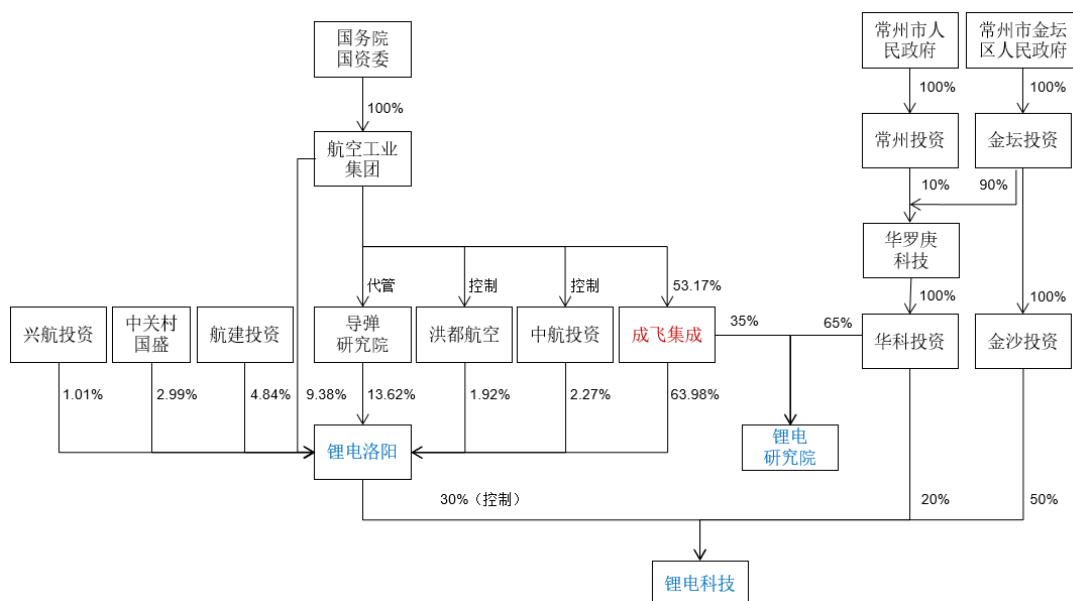 国务院
国资委
常州市人
民政府
常州市金坛
区人民政府
100%
100%
100%
航空工业
集团
常州投资
金坛投资
10%
90%
华罗庚
科技
代管
控制
控制
53.17%
100%
100%
兴航投资
中关村
国盛
航建投资
导弹
研究院
洪都航空
中航投资
成飞集成
35%
65%
华科投资
金沙投资
1.01%
2.99%
4.84%
9.38%
13.62%
1.92%
2.27%
63.98%
锂电洛阳
锂电
研究院
30%（控制）
20%
50%
锂电科技